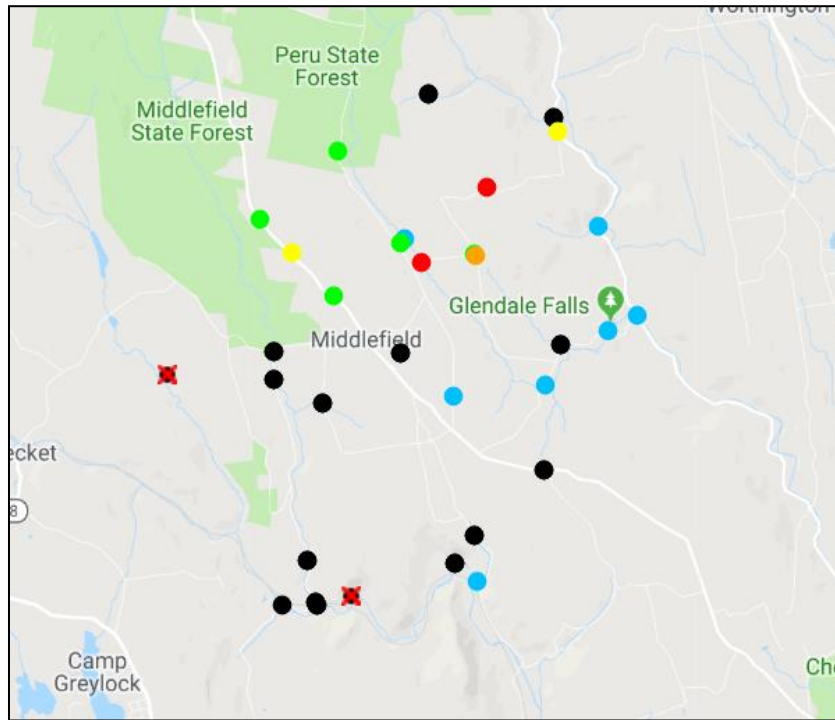 Worthington
Peru State
Forest
Middlefield
State Forest
Glendale Falls
Middlefield
ecket
8
Camp
Greylock
Che